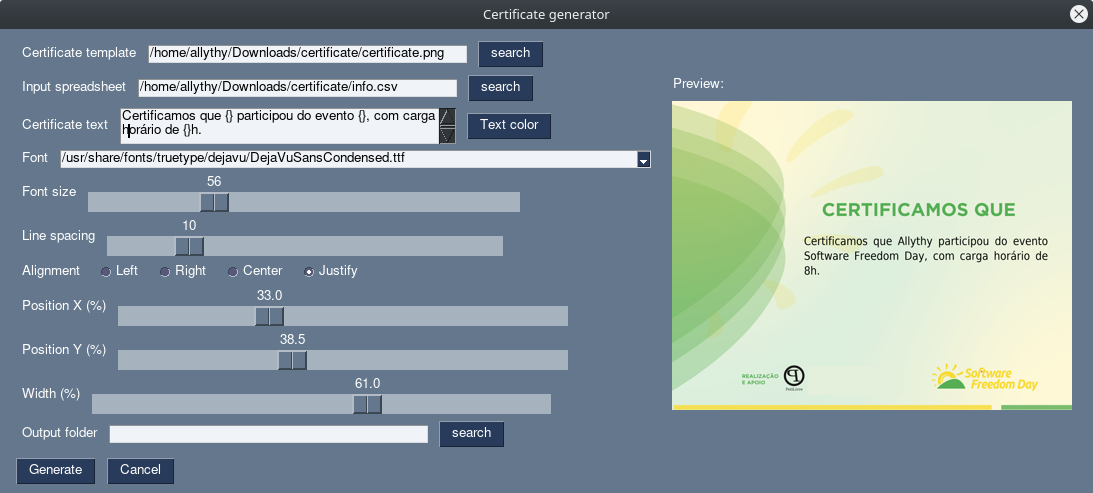 Certificate generator
Certificate template /home/allythy/Downloads/certificate/certificate.png search
Input spreadsheet /home/allythy/Downloads/certificate/info.csv search
Certificate text Certificamos que {} participou do evento {}, com carga
horário de {}h.
Text color
Font /usr/share/fonts/truetype/dejavu/DejaVuSansCondensed.ttf
56
Font size
10
Line spacing
Alignment Left Right Center Justify
33.0
Position X (%)
38.5
Position Y (%)
61.0
Width (%)
Output folder search
Generate Cancel
Preview:
CERTIFICAMOS QUE
Certificamos que Allythy participou do evento
Software Freedom Day, com carga horário de
8h.
REALIZAÇÃO
E APOIO
Software
Freedom Day